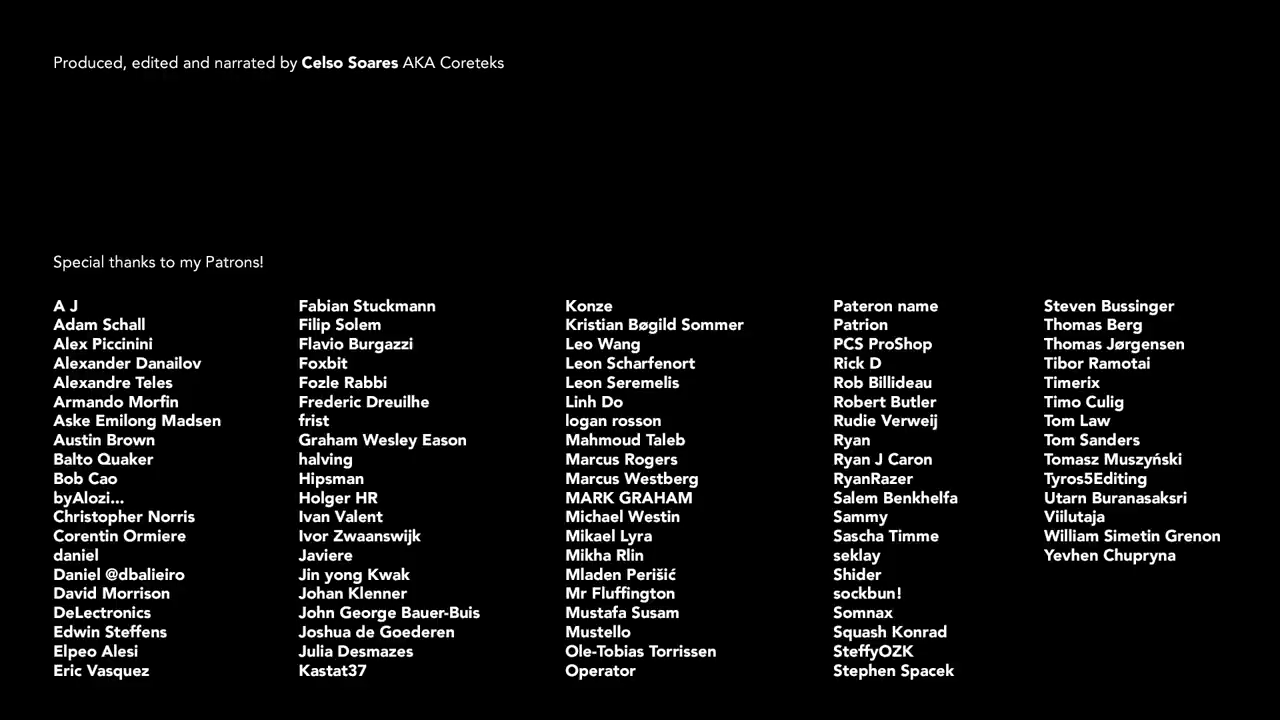 Produced, edited and narrated by Celso Soares AKA Coreteks
Special thanks to my Patrons!
A J
Adam Schall
Alex Piccinini
Alexander Danailov
Alexandre Teles
Armando Morfin
Aske Emilong Madsen
Austin Brown
Balto Quaker
Bob Cao
byAlozi...
Christopher Norris
Corentin Ormiere
daniel
Daniel @dbalieiro
David Morrison
DeLectronics
Edwin Steffens
Elpeo Alesi
Eric Vasquez
Fabian Stuckmann
Filip Solem
Flavio Burgazzi
Foxbit
Fozle Rabbi
Frederic Dreuilhe
frist
Graham Wesley Eason
halving
Hipsman
Holger HR
Ivan Valent
Ivor Zwaanswijk
Javiere
Jin yong Kwak
Johan Klenner
John George Bauer-Buis
Joshua de Goederen
Julia Desmazes
Kastat37
Konze
Kristian Bøgild Sommer
Leo Wang
Leon Scharfenort
Leon Seremelis
Linh Do
logan rosson
Mahmoud Taleb
Marcus Rogers
Marcus Westberg
MARK GRAHAM
Michael Westin
Mikael Lyra
Mikha Rlin
Mladen Perišić
Mr Fluffington
Mustafa Susam
Mustello
Ole-Tobias Torrissen
Operator
Pateron name
Patrion
PCS ProShop
Rick D
Rob Billideau
Robert Butler
Rudie Verweij
Ryan
Ryan J Caron
RyanRazer
Salem Benkhelfa
Sammy
Sascha Timme
seklay
Shider
sockbun!
Somnax
Squash Konrad
SteffyOZK
Stephen Spacek
Steven Bussinger
Thomas Berg
Thomas Jørgensen
Tibor Ramotai
Timerix
Timo Culig
Tom Law
Tom Sanders
Tomasz Muszyński
Tyros5Editing
Utarn Buranasaksri
Viilutaja
William Simetin Grenon
Yevhen Chupryna